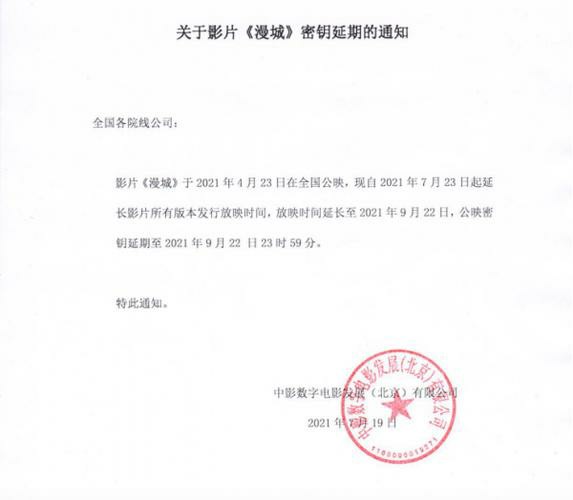 关于影片《漫城》密钥延期的通知
全国各院线公司：
影片《漫城》于 2021 年 4 月 23 日在全国公映，现自 2021 年 7 月 23 日起延
长影片所有版本发行放映时间，放映时间延长至 2021 年 9 月 22 日，公映密
钥延期至 2021 年 9 月 22 日 23 时 59 分。
特此通知。
中影数字电影发展（北京）有限公司
2021 年 7 月 19 日
中影数字电影发展(北京)有限公司